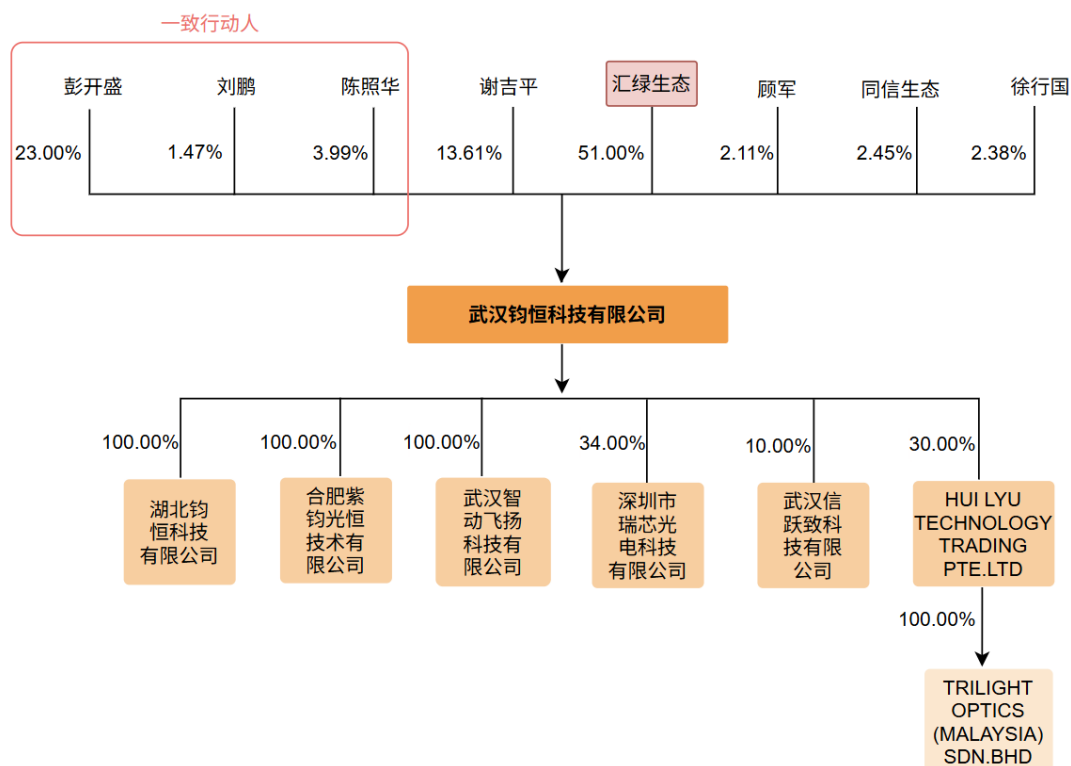 一致行动人
彭开盛
刘鹏
陈照华
谢吉平
汇绿生态
顾军
同信生态
徐行国
23.00%
1.47%
3.99%
13.61%
51.00%
2.11%
2.45%
2.38%
武汉钧恒科技有限公司
100.00%
100.00%
100.00%
34.00%
10.00%
30.00%
湖北钧
恒科技
有限公司
合肥紫
钧光恒
技术有
限公司
武汉智
动飞扬
科技有
限公司
深圳市
瑞芯光
电科技
有限公司
武汉信
跃致科
技有限
公司
HUI LYU
TECHNOLOGY
TRADING
PTE.LTD
100.00%
TRILIGHT
OPTICS
(MALAYSIA)
SDN.BHD